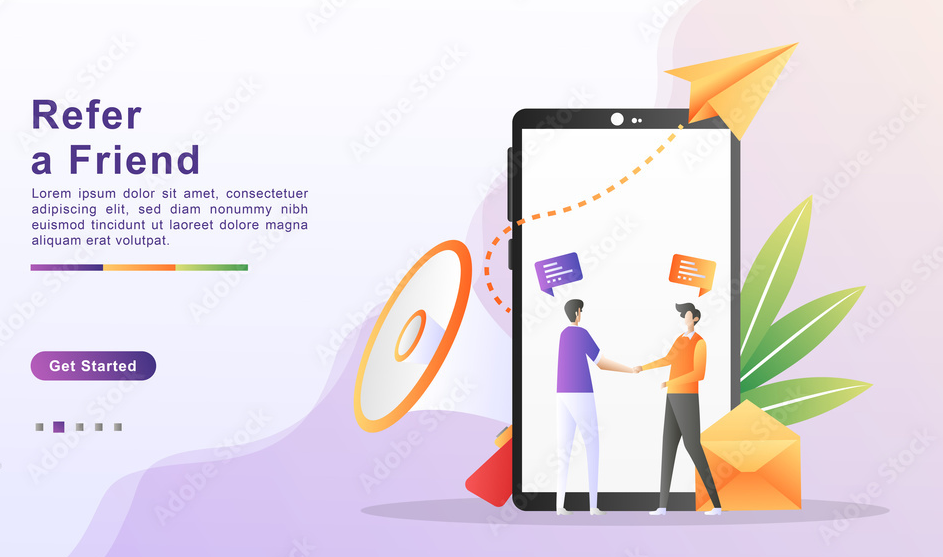 Refer
a Friend
Lorem ipsum dolor sit amet, consectetuer
adipiscing elit, sed diam nonummy nibh
euismod tincidunt ut laoreet dolore magna
aliquam erat volutpat.
Get Started
Adobe Stock